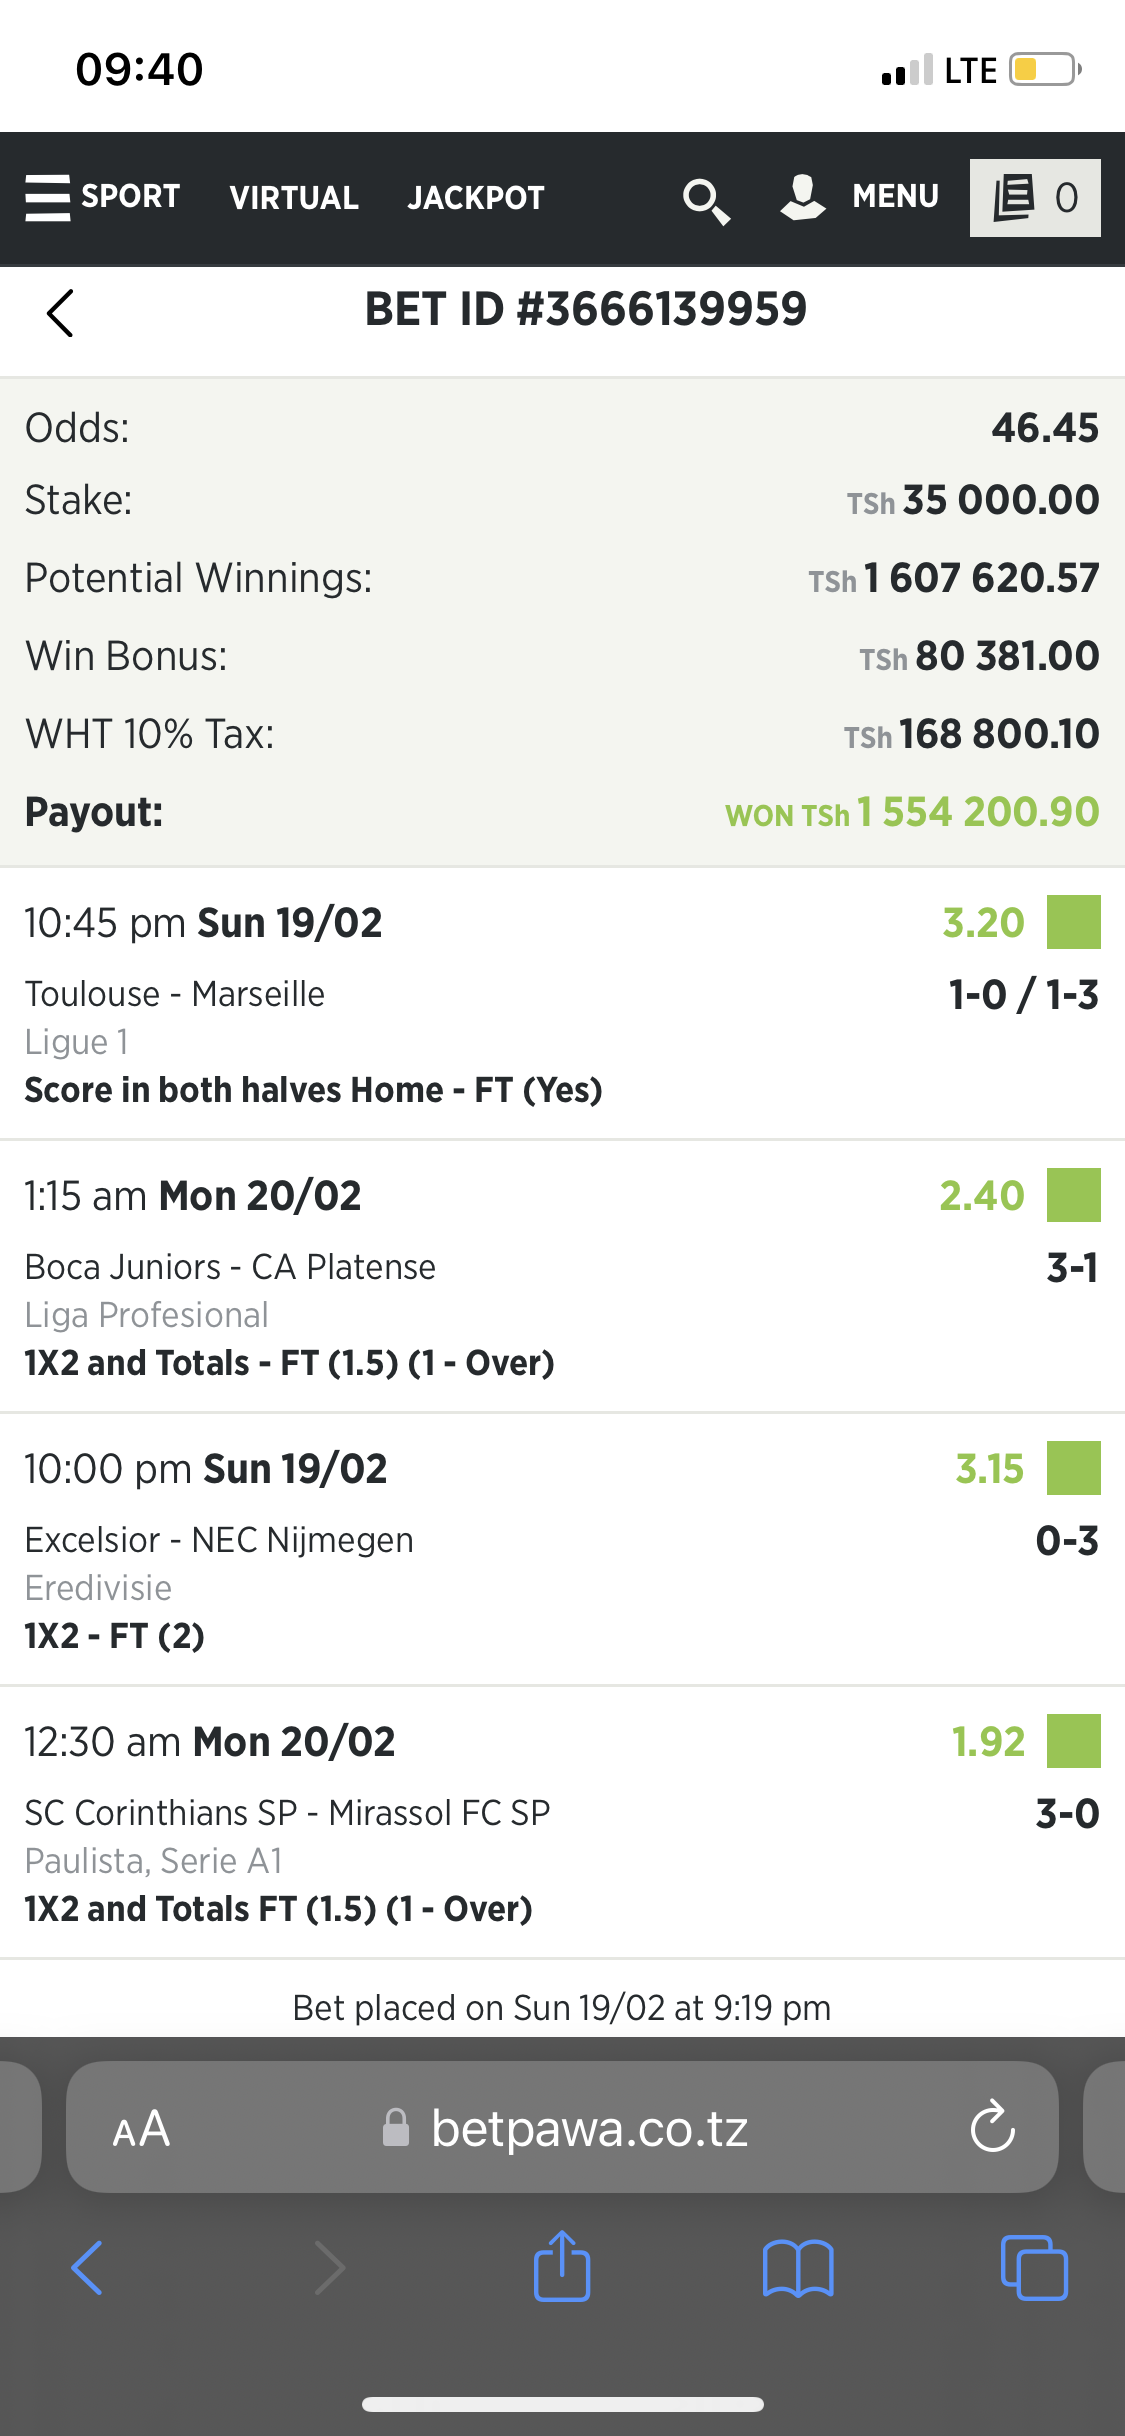 09:40 LTE
SPORT VIRTUAL JACKPOT MENU 0
BET ID #3666139959
Odds: 46.45
Stake: TSh 35 000.00
Potential Winnings: TSh 1 607 620.57
Win Bonus: TSh 80 381.00
WHT 10% Tax: TSh 168 800.10
Payout: WON TSh 1 554 200.90
10:45 pm Sun 19/02 3.20
Toulouse - Marseille 1-0 / 1-3
Ligue 1
Score in both halves Home - FT (Yes)
1:15 am Mon 20/02 2.40
Boca Juniors - CA Platense 3-1
Liga Profesional
1X2 and Totals - FT (1.5) (1 - Over)
10:00 pm Sun 19/02 3.15
Excelsior - NEC Nijmegen 0-3
Eredivisie
1X2 - FT (2)
12:30 am Mon 20/02 1.92
SC Corinthians SP - Mirassol FC SP 3-0
Paulista, Serie A1
1X2 and Totals FT (1.5) (1 - Over)
Bet placed on Sun 19/02 at 9:19 pm
AA betpawa.co.tz